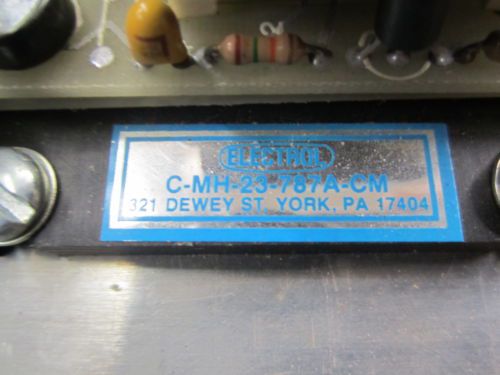 ELECTROL
C-MH-23-787A-CM
321 DEWEY ST. YORK, PA 17404